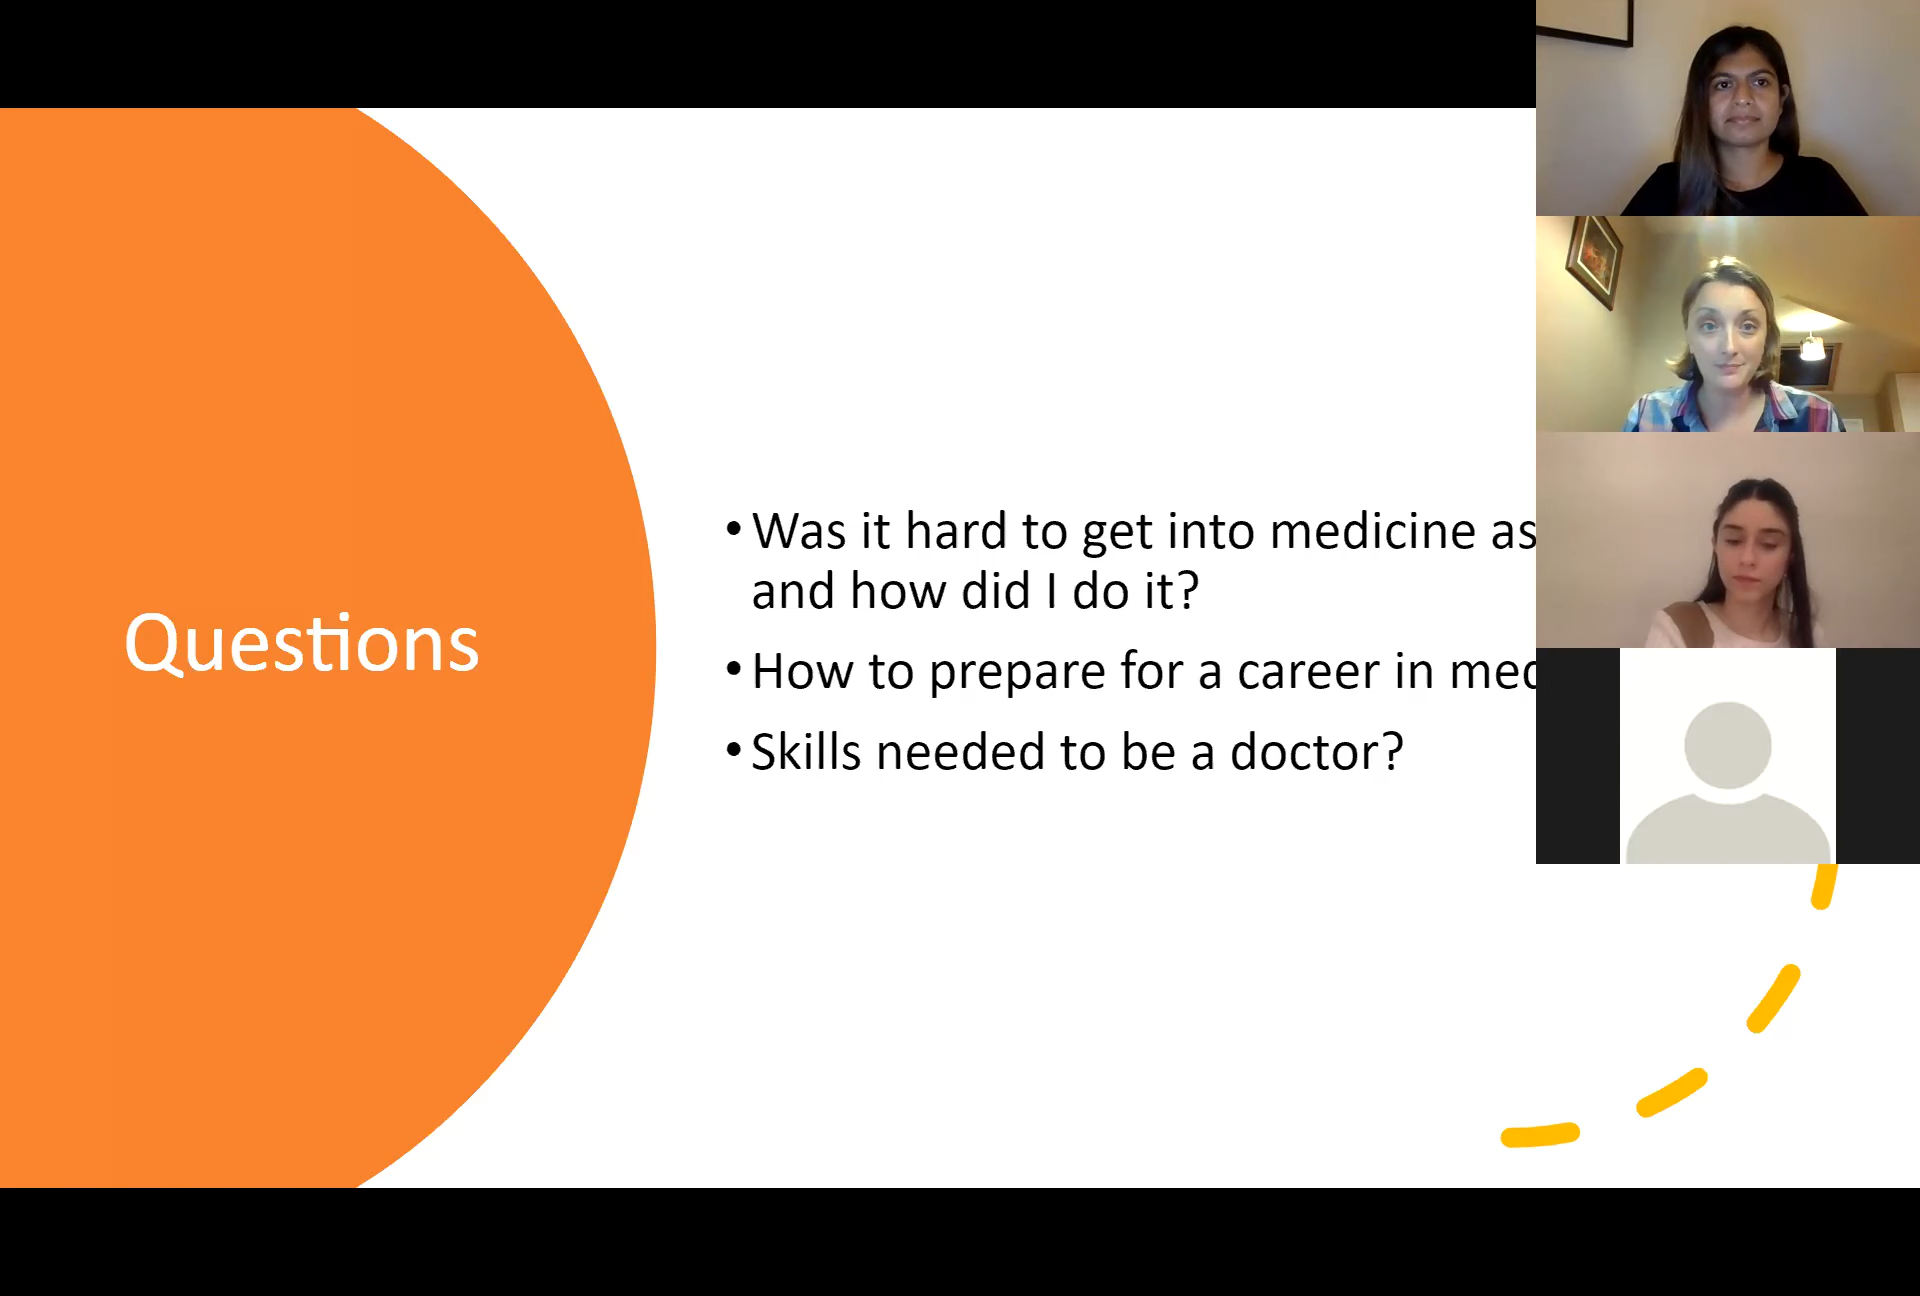 Questions
• Was it hard to get into medicine as
and how did I do it?
• How to prepare for a career in
• Skills needed to be a doctor?